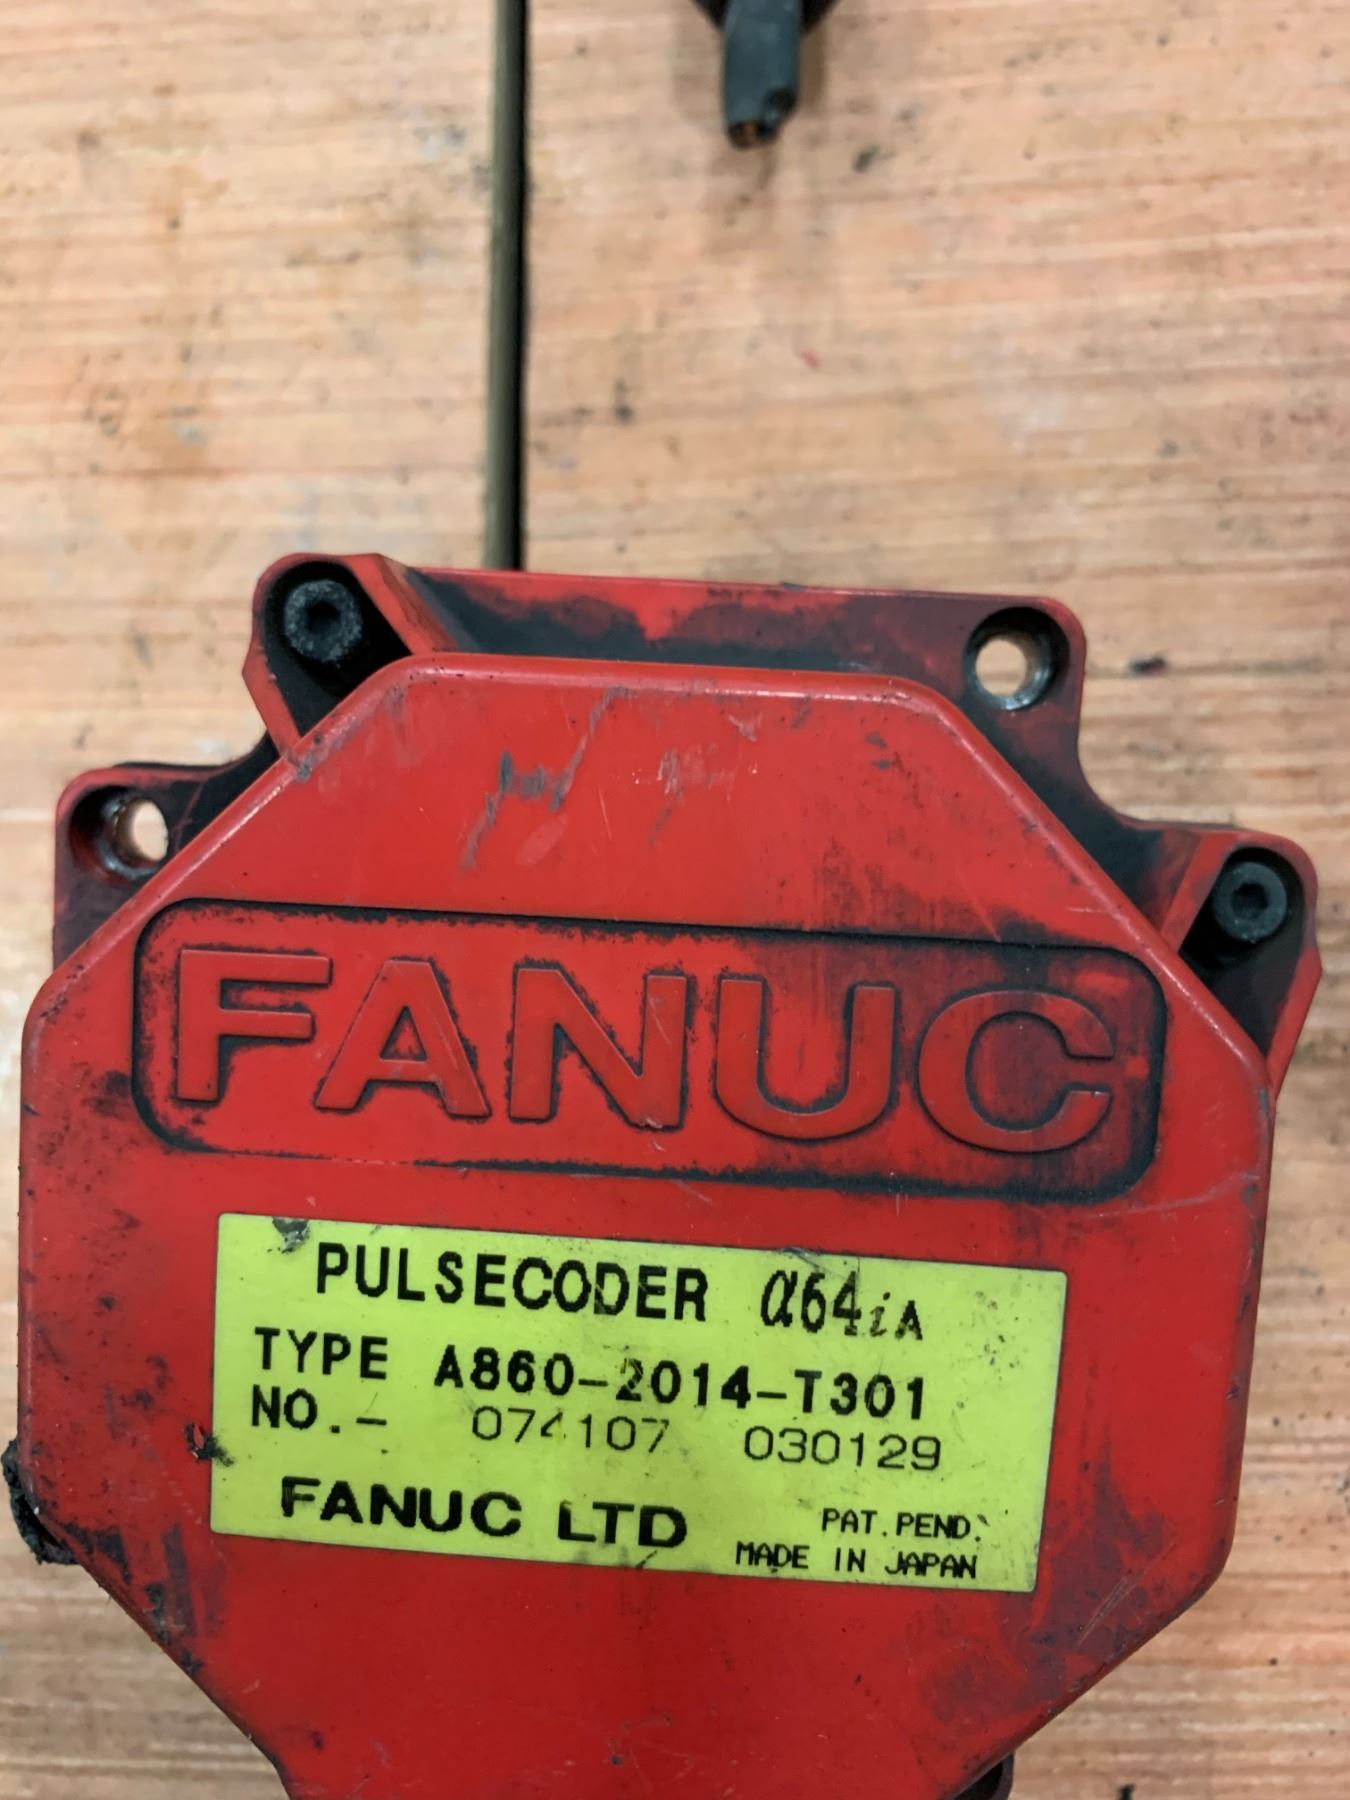 FANUC
PULSECODER α64iA
TYPE A860-2014-T301
NO.- 074107 030129
FANUC LTD PAT.PEND.
MADE IN JAPAN